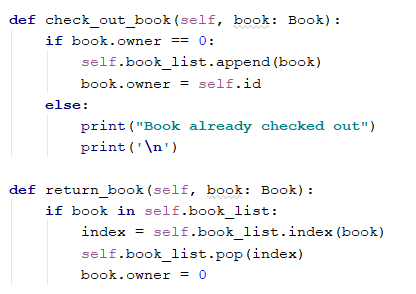 def check_out_book(self, book: Book):
    if book.owner == 0:
        self.book_list.append(book)
        book.owner = self.id
    else:
        print("Book already checked out")
        print('\n')

def return_book(self, book: Book):
    if book in self.book_list:
        index = self.book_list.index(book)
        self.book_list.pop(index)
        book.owner = 0